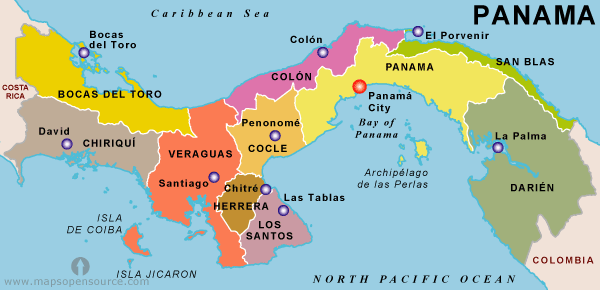 Caribbean Sea
PANAMA
Bocas
del Toro
Colón
El Porvenir
COSTA
RICA
BOCAS DEL TORO
COLÓN
PANAMA
SAN BLAS
Panamá
City
Bay of
Panama
David
CHIRIQUÍ
VERAGUAS
Penonomé
COCLE
La Palma
Archipélago
de las Perlas
Santiago
Chitré
HERRERA
Las Tablas
LOS
SANTOS
DARIÉN
ISLA
DE COIBA
ISLA JICARON
COLOMBIA
NORTH PACIFIC OCEAN
© www.mapsopensource.com